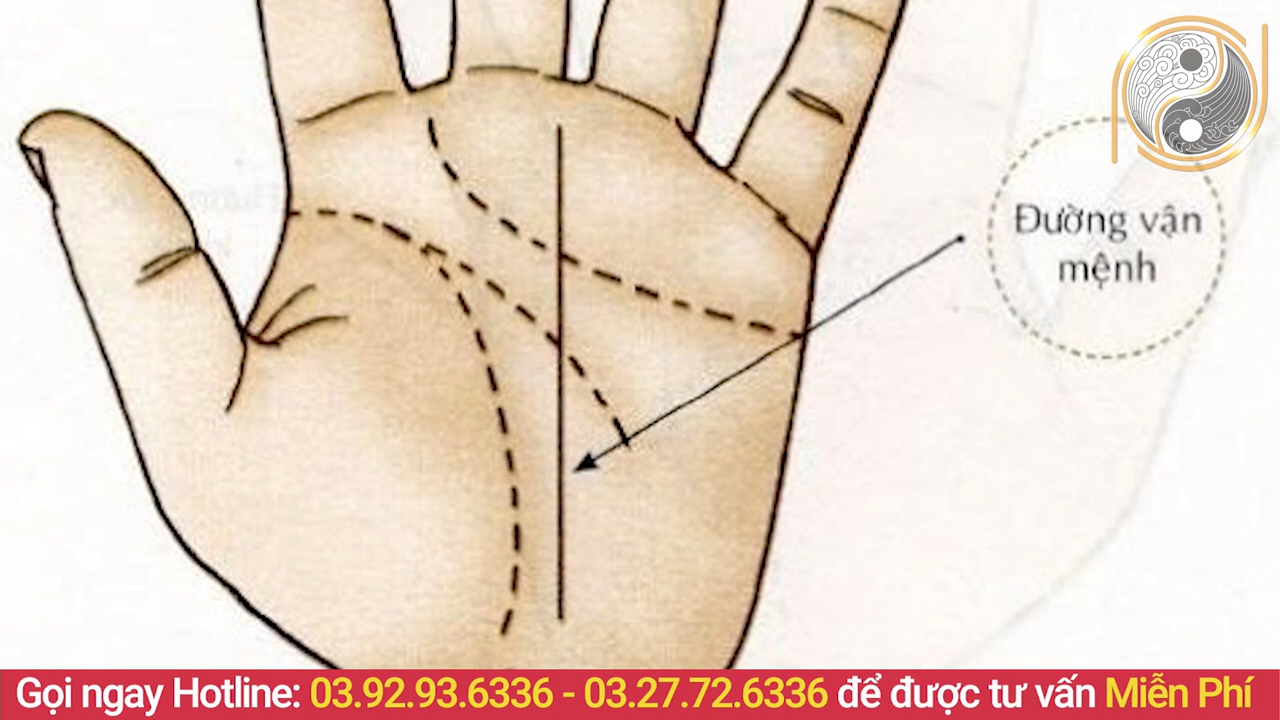 Đường vận
mệnh
Gọi ngay Hotline: 03.92.93.6336 - 03.27.72.6336 để được tư vấn Miễn Phí